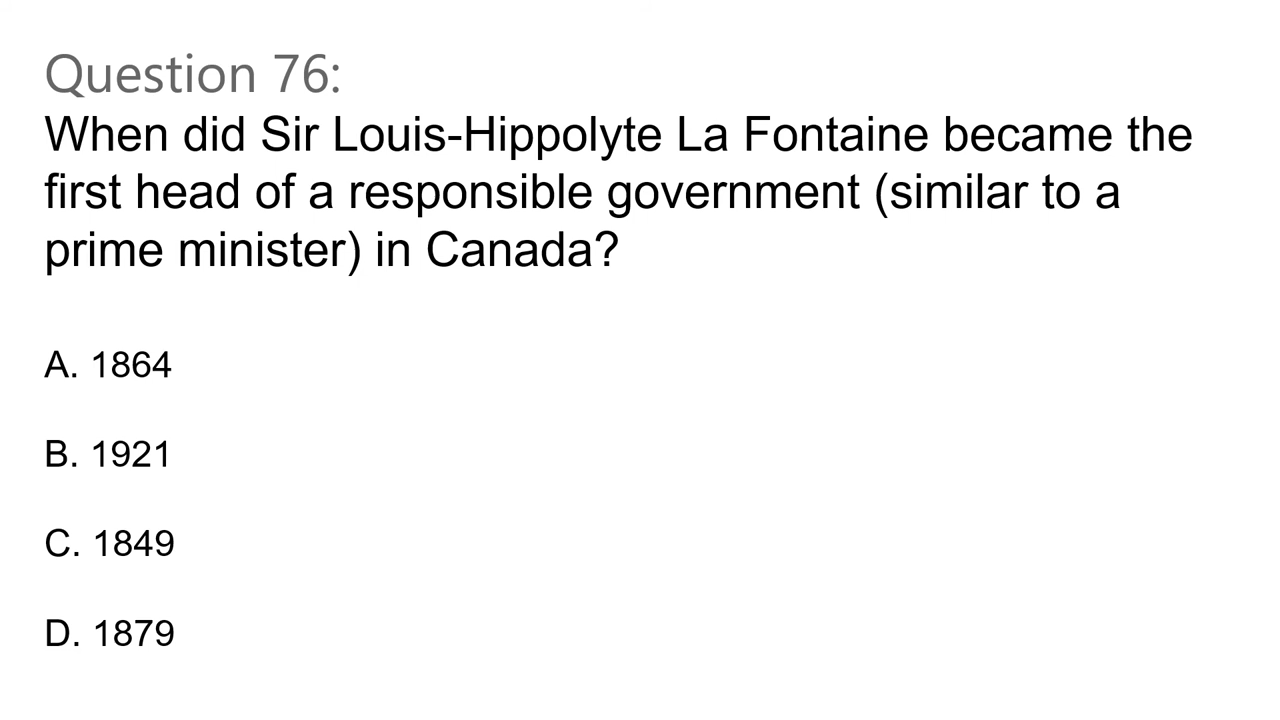 Question 76:
When did Sir Louis-Hippolyte La Fontaine became the
first head of a responsible government (similar to a
prime minister) in Canada?
A. 1864
B. 1921
C. 1849
D. 1879